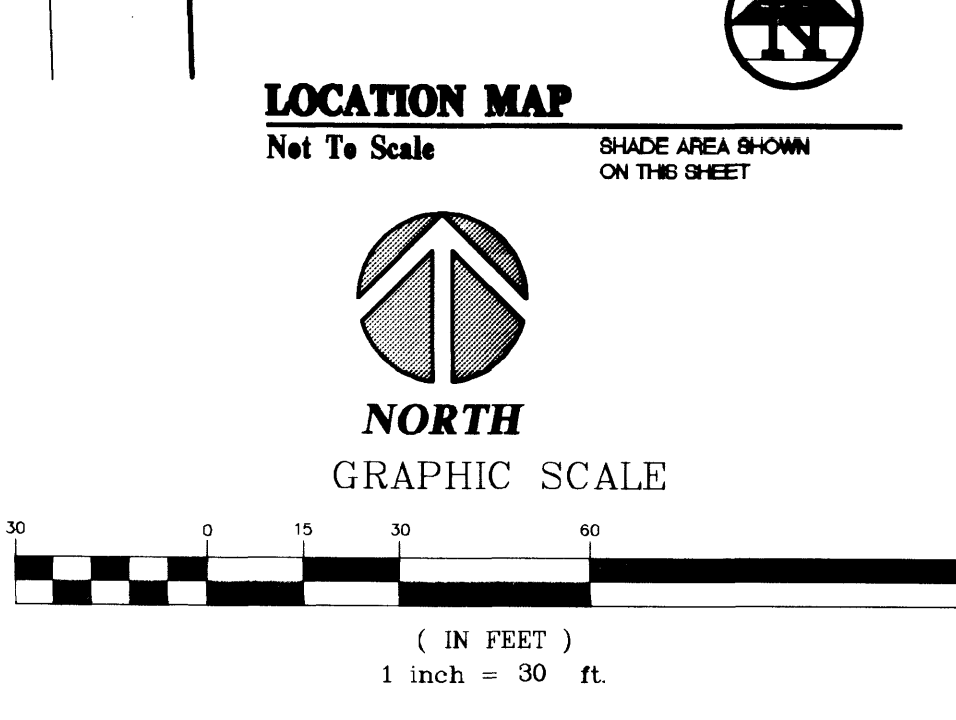 N
LOCATION MAP
Not To Scale
SHADE AREA SHOWN
ON THIS SHEET
NORTH
GRAPHIC SCALE
30 0 15 30 60
( IN FEET )
1 inch = 30 ft.